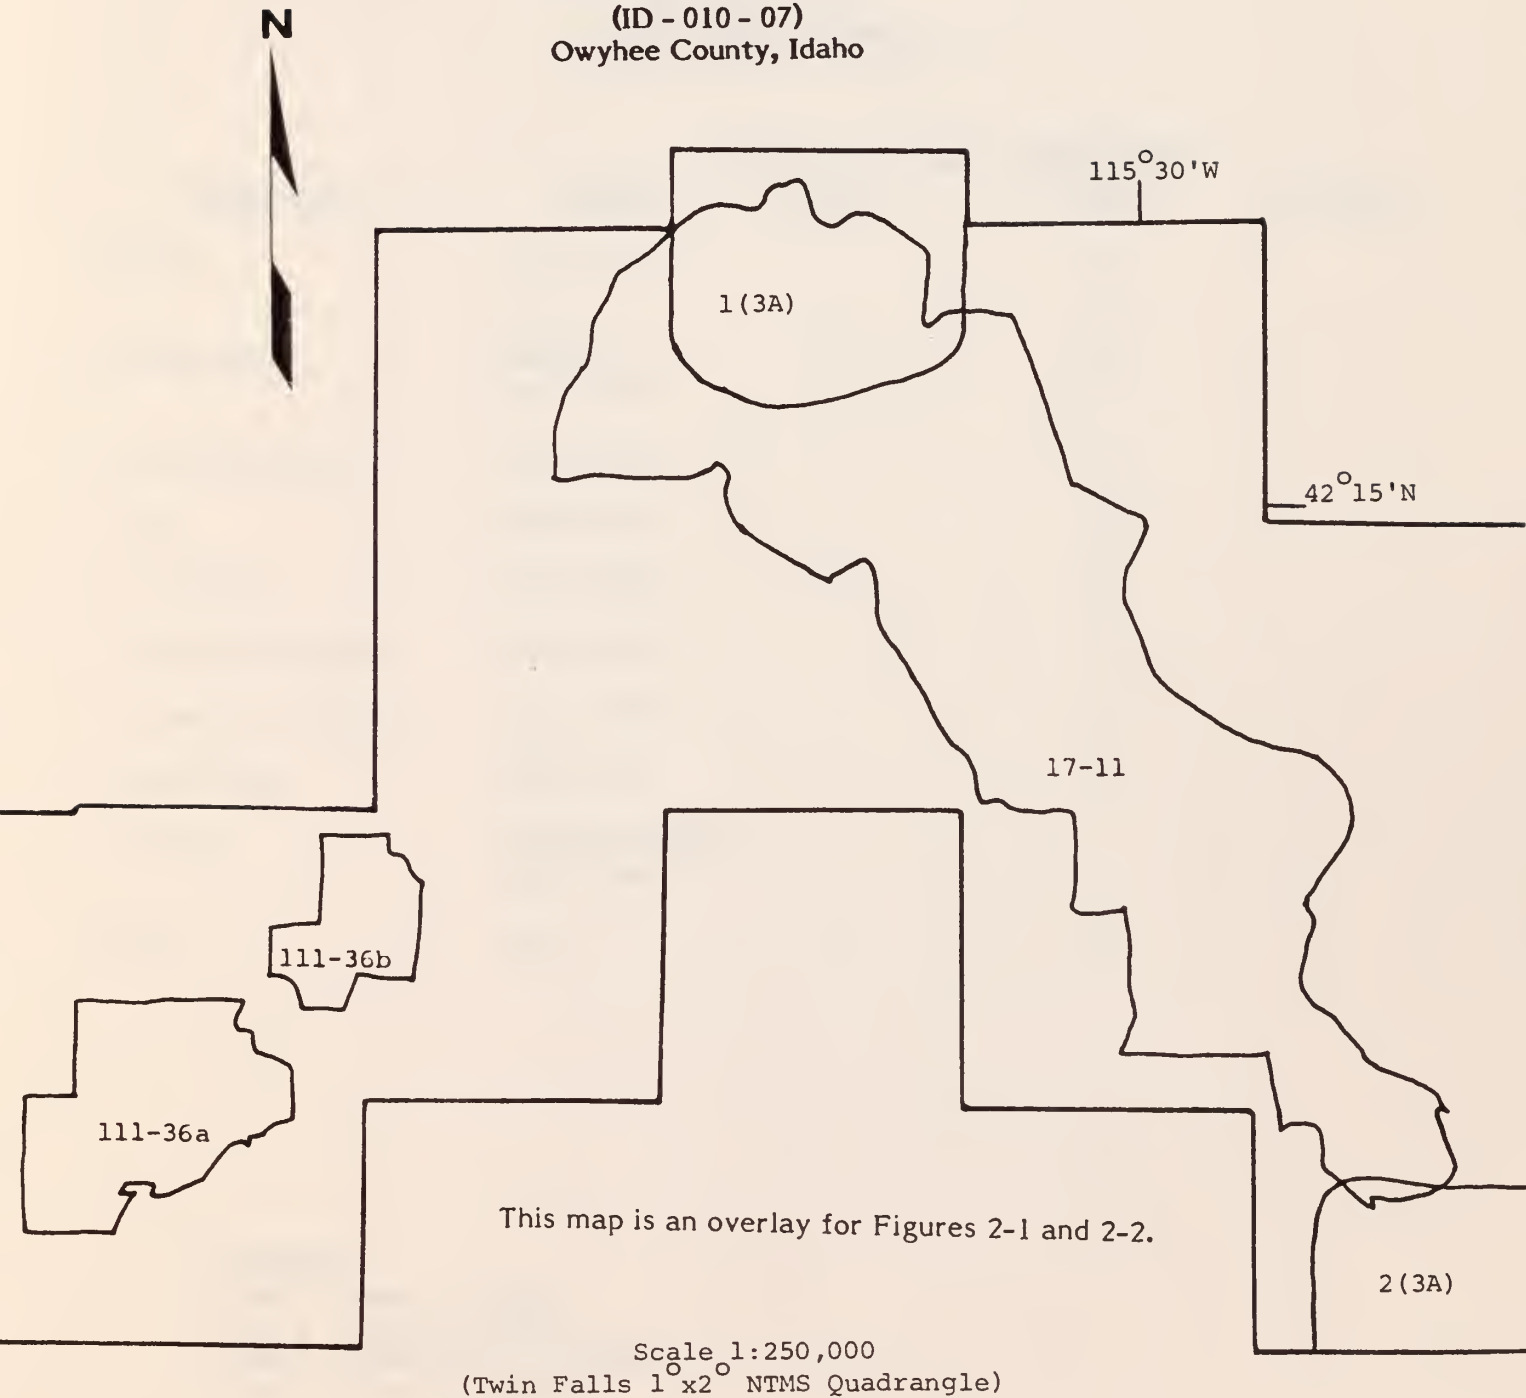 N
(ID - 010 - 07)
Owyhee County, Idaho
115°30'W
1(3A)
42°15'N
17-11
111-36b
111-36a
This map is an overlay for Figures 2-1 and 2-2.
2(3A)
Scale 1:250,000
(Twin Falls 1°x2° NTMS Quadrangle)